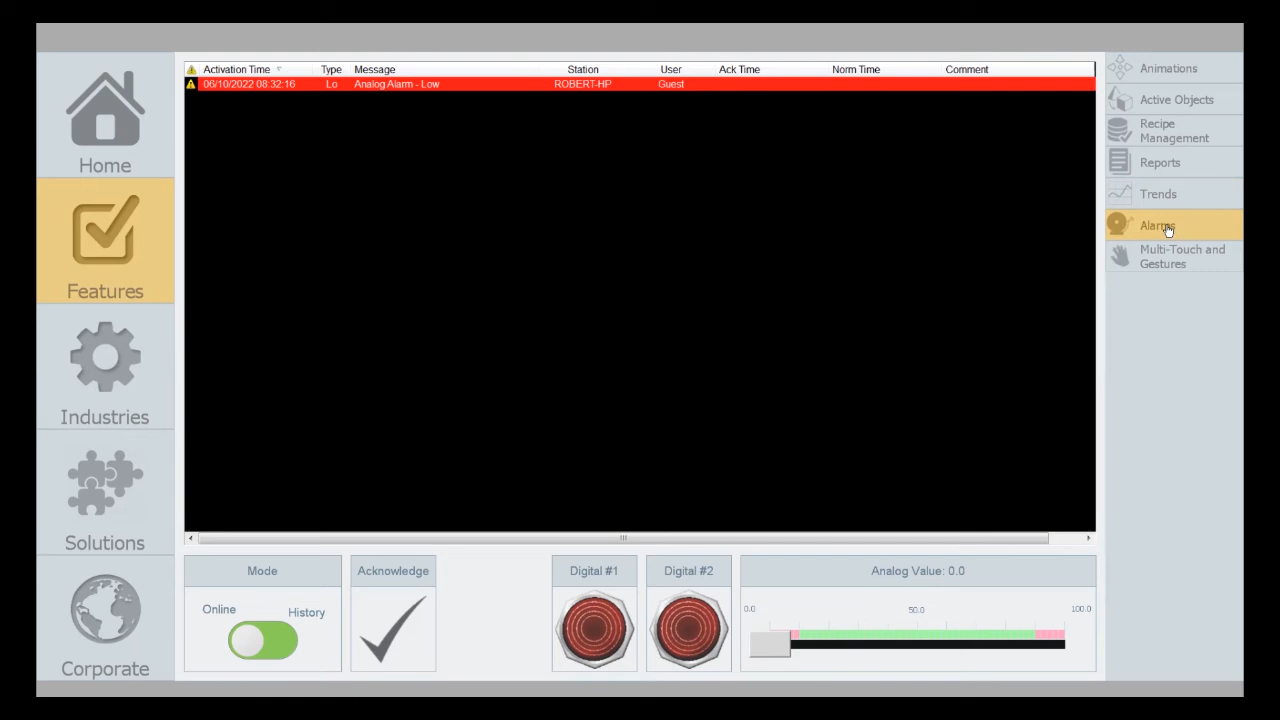 Home
Features
Industries
Solutions
Corporate
Activation Time Type Message Station User Ack Time Norm Time Comment
06/10/2022 08:32:16 Lo Analog Alarm - Low ROBERT-HP Guest
Mode
Online
History
Acknowledge
Digital #1
Digital #2
Analog Value: 0.0
0.0 50.0 100.0
Animations
Active Objects
Recipe
Management
Reports
Trends
Alarms
Multi-Touch and
Gestures